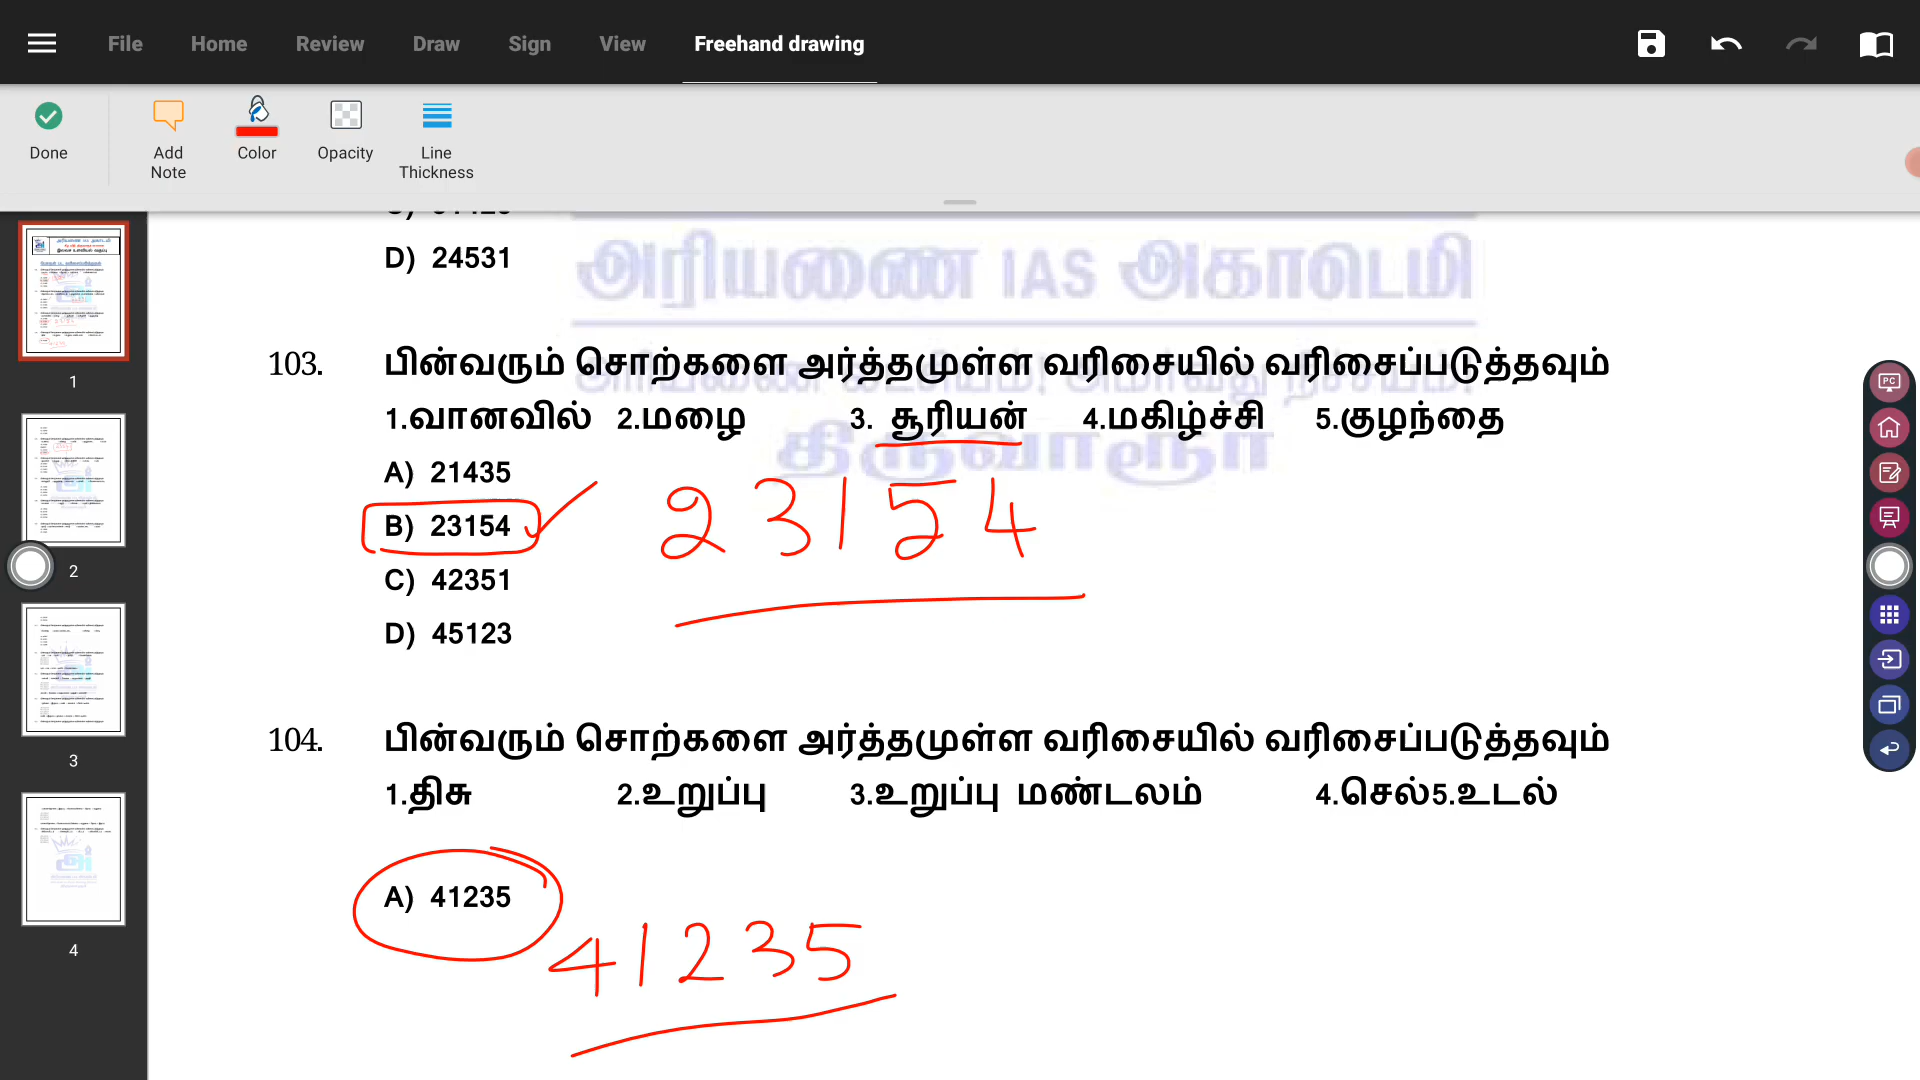 File Home Review Draw Sign View Freehand drawing
Done Add Note Color Opacity Line Thickness
D) 24531
அரியணை IAS அகாடெமி
திருவாரூர்
103. பின்வரும் சொற்களை அர்த்தமுள்ள வரிசையில் வரிசைப்படுத்தவும்
1.வானவில் 2.மழை 3. சூரியன் 4.மகிழ்ச்சி 5.குழந்தை
A) 21435
B) 23154
23154
C) 42351
D) 45123
104. பின்வரும் சொற்களை அர்த்தமுள்ள வரிசையில் வரிசைப்படுத்தவும்
1.திசு 2.உறுப்பு 3.உறுப்பு மண்டலம் 4.செல்5.உடல்
A) 41235
41235
1
2
3
4
PC